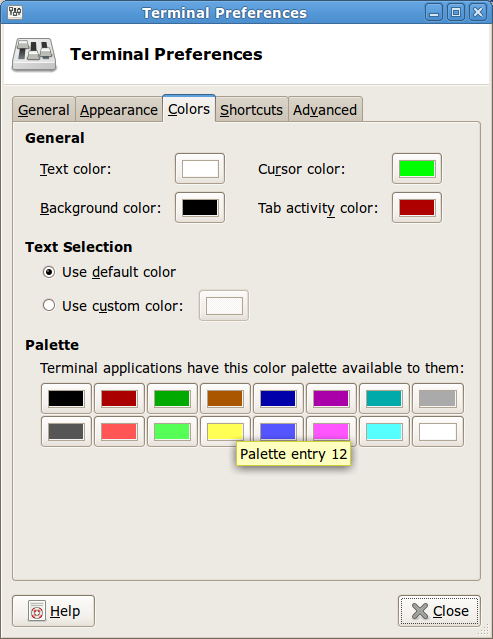 Terminal Preferences
Terminal Preferences
General Appearance Colors Shortcuts Advanced
General
Text color: Cursor color:
Background color: Tab activity color:
Text Selection
Use default color
Use custom color:
Palette
Terminal applications have this color palette available to them:
Palette entry 12
Help Close